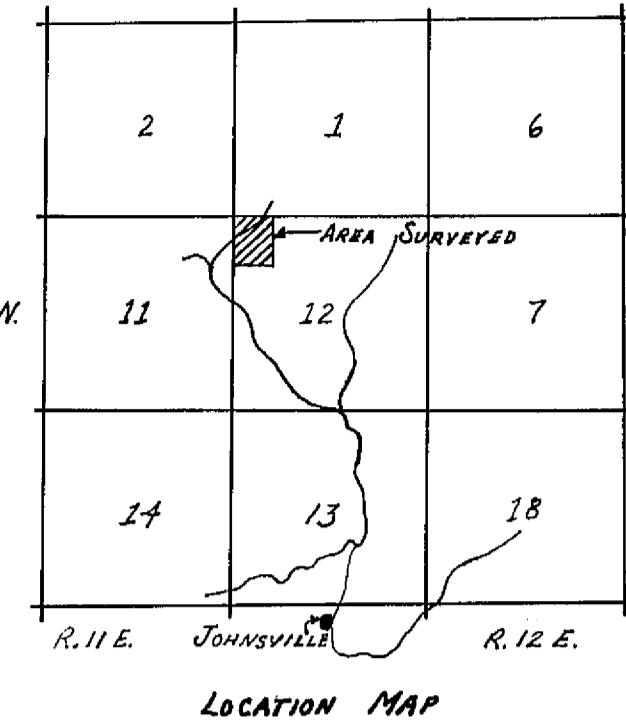 2 1 6
AREA SURVEYED
N. 11 12 7
14 13 18
R. 11 E. JOHNSVILLE R. 12 E.
LOCATION MAP